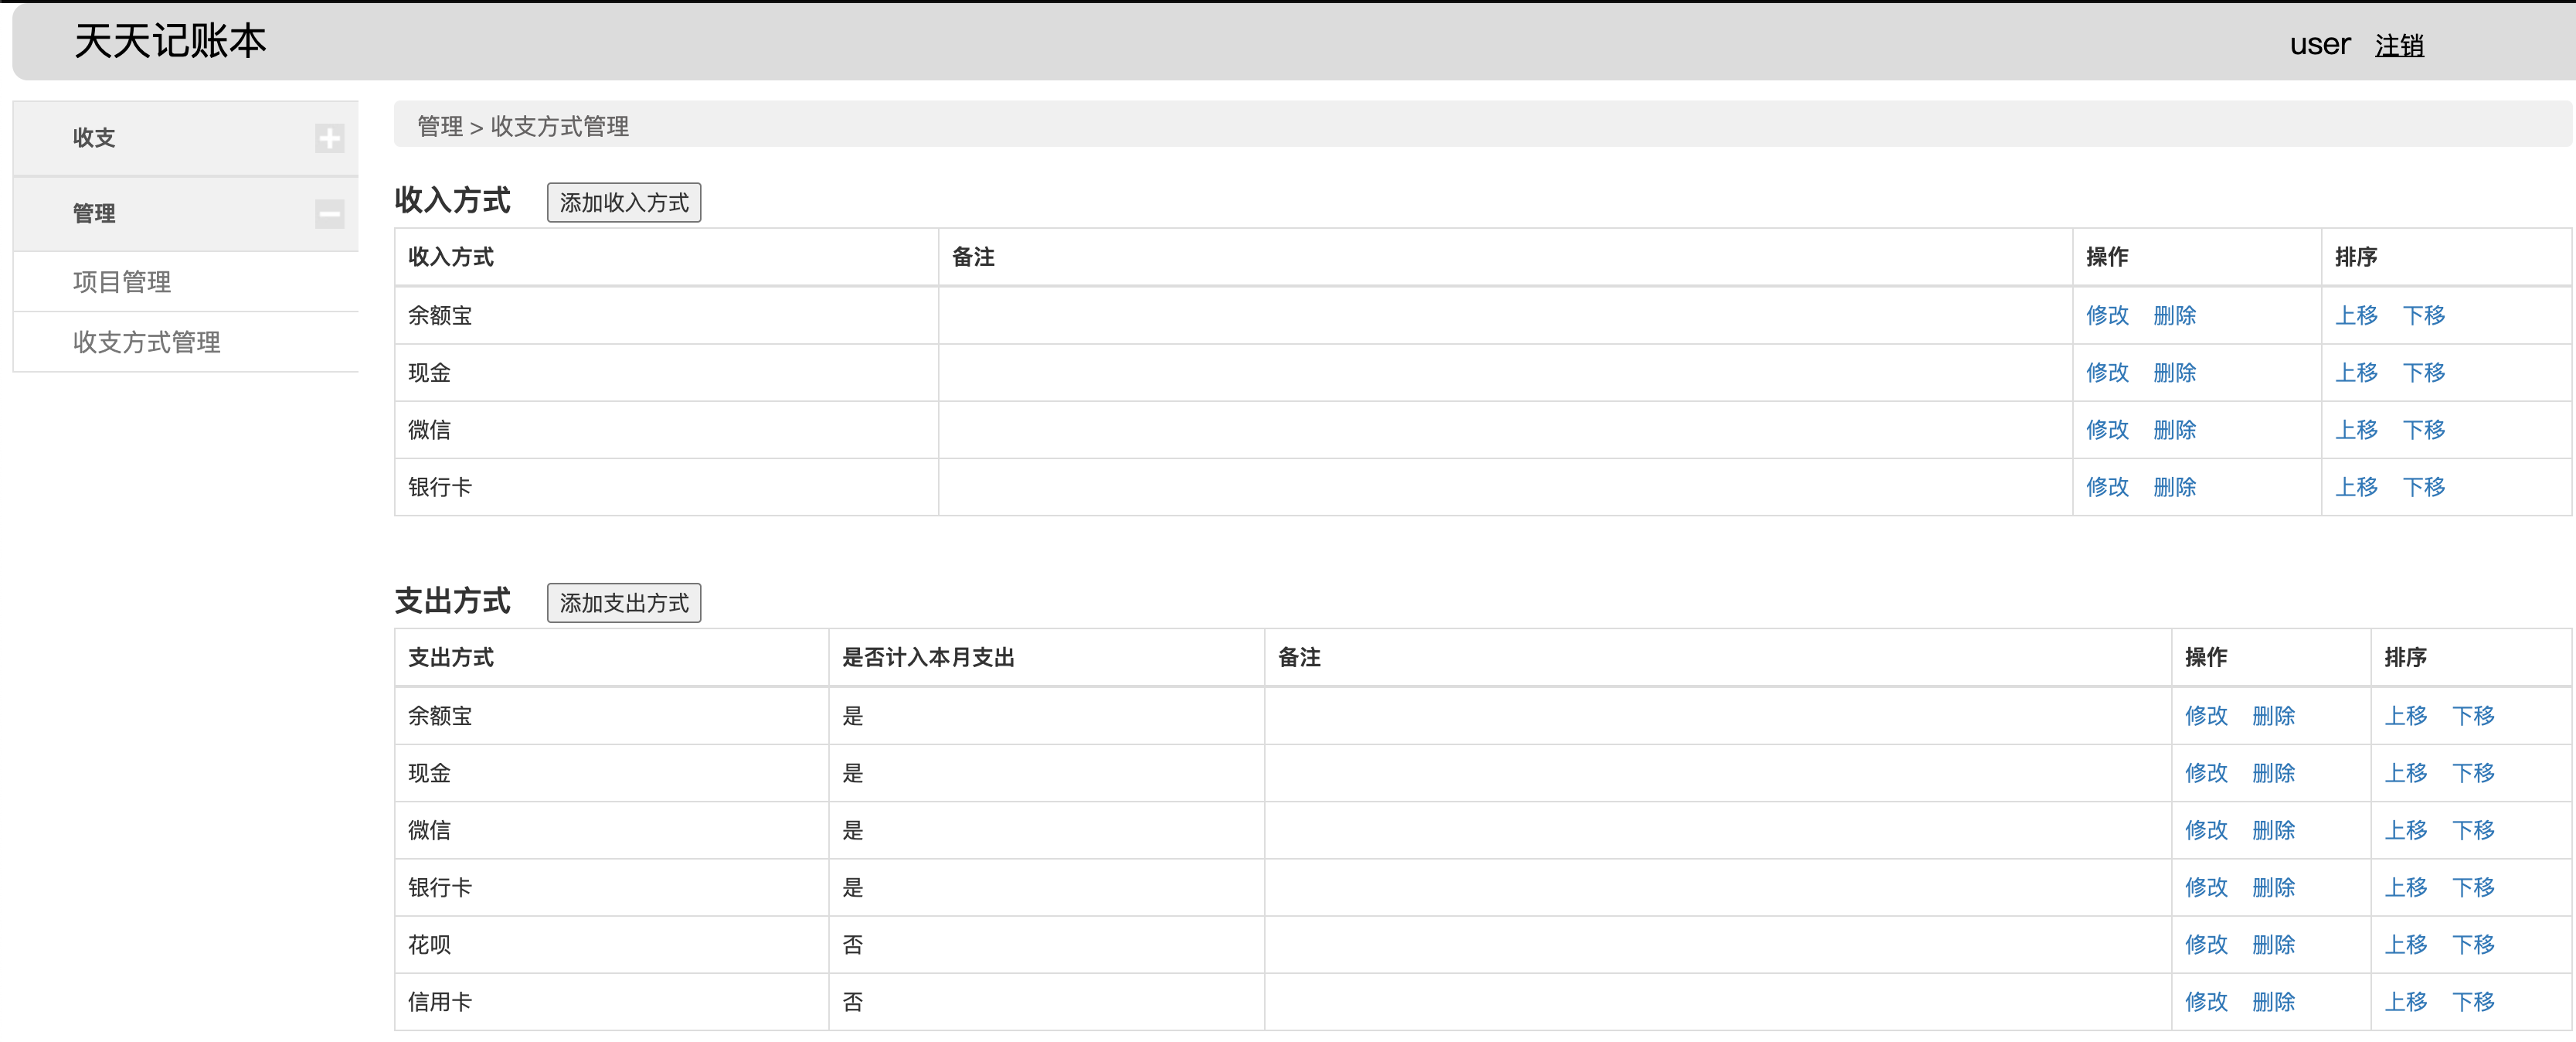 天天记账本
user 注销
收支
管理
项目管理
收支方式管理
管理 > 收支方式管理
收入方式 添加收入方式
收入方式 备注 操作 排序
余额宝 修改 删除 上移 下移
现金 修改 删除 上移 下移
微信 修改 删除 上移 下移
银行卡 修改 删除 上移 下移
支出方式 添加支出方式
支出方式 是否计入本月支出 备注 操作 排序
余额宝 是 修改 删除 上移 下移
现金 是 修改 删除 上移 下移
微信 是 修改 删除 上移 下移
银行卡 是 修改 删除 上移 下移
花呗 否 修改 删除 上移 下移
信用卡 否 修改 删除 上移 下移